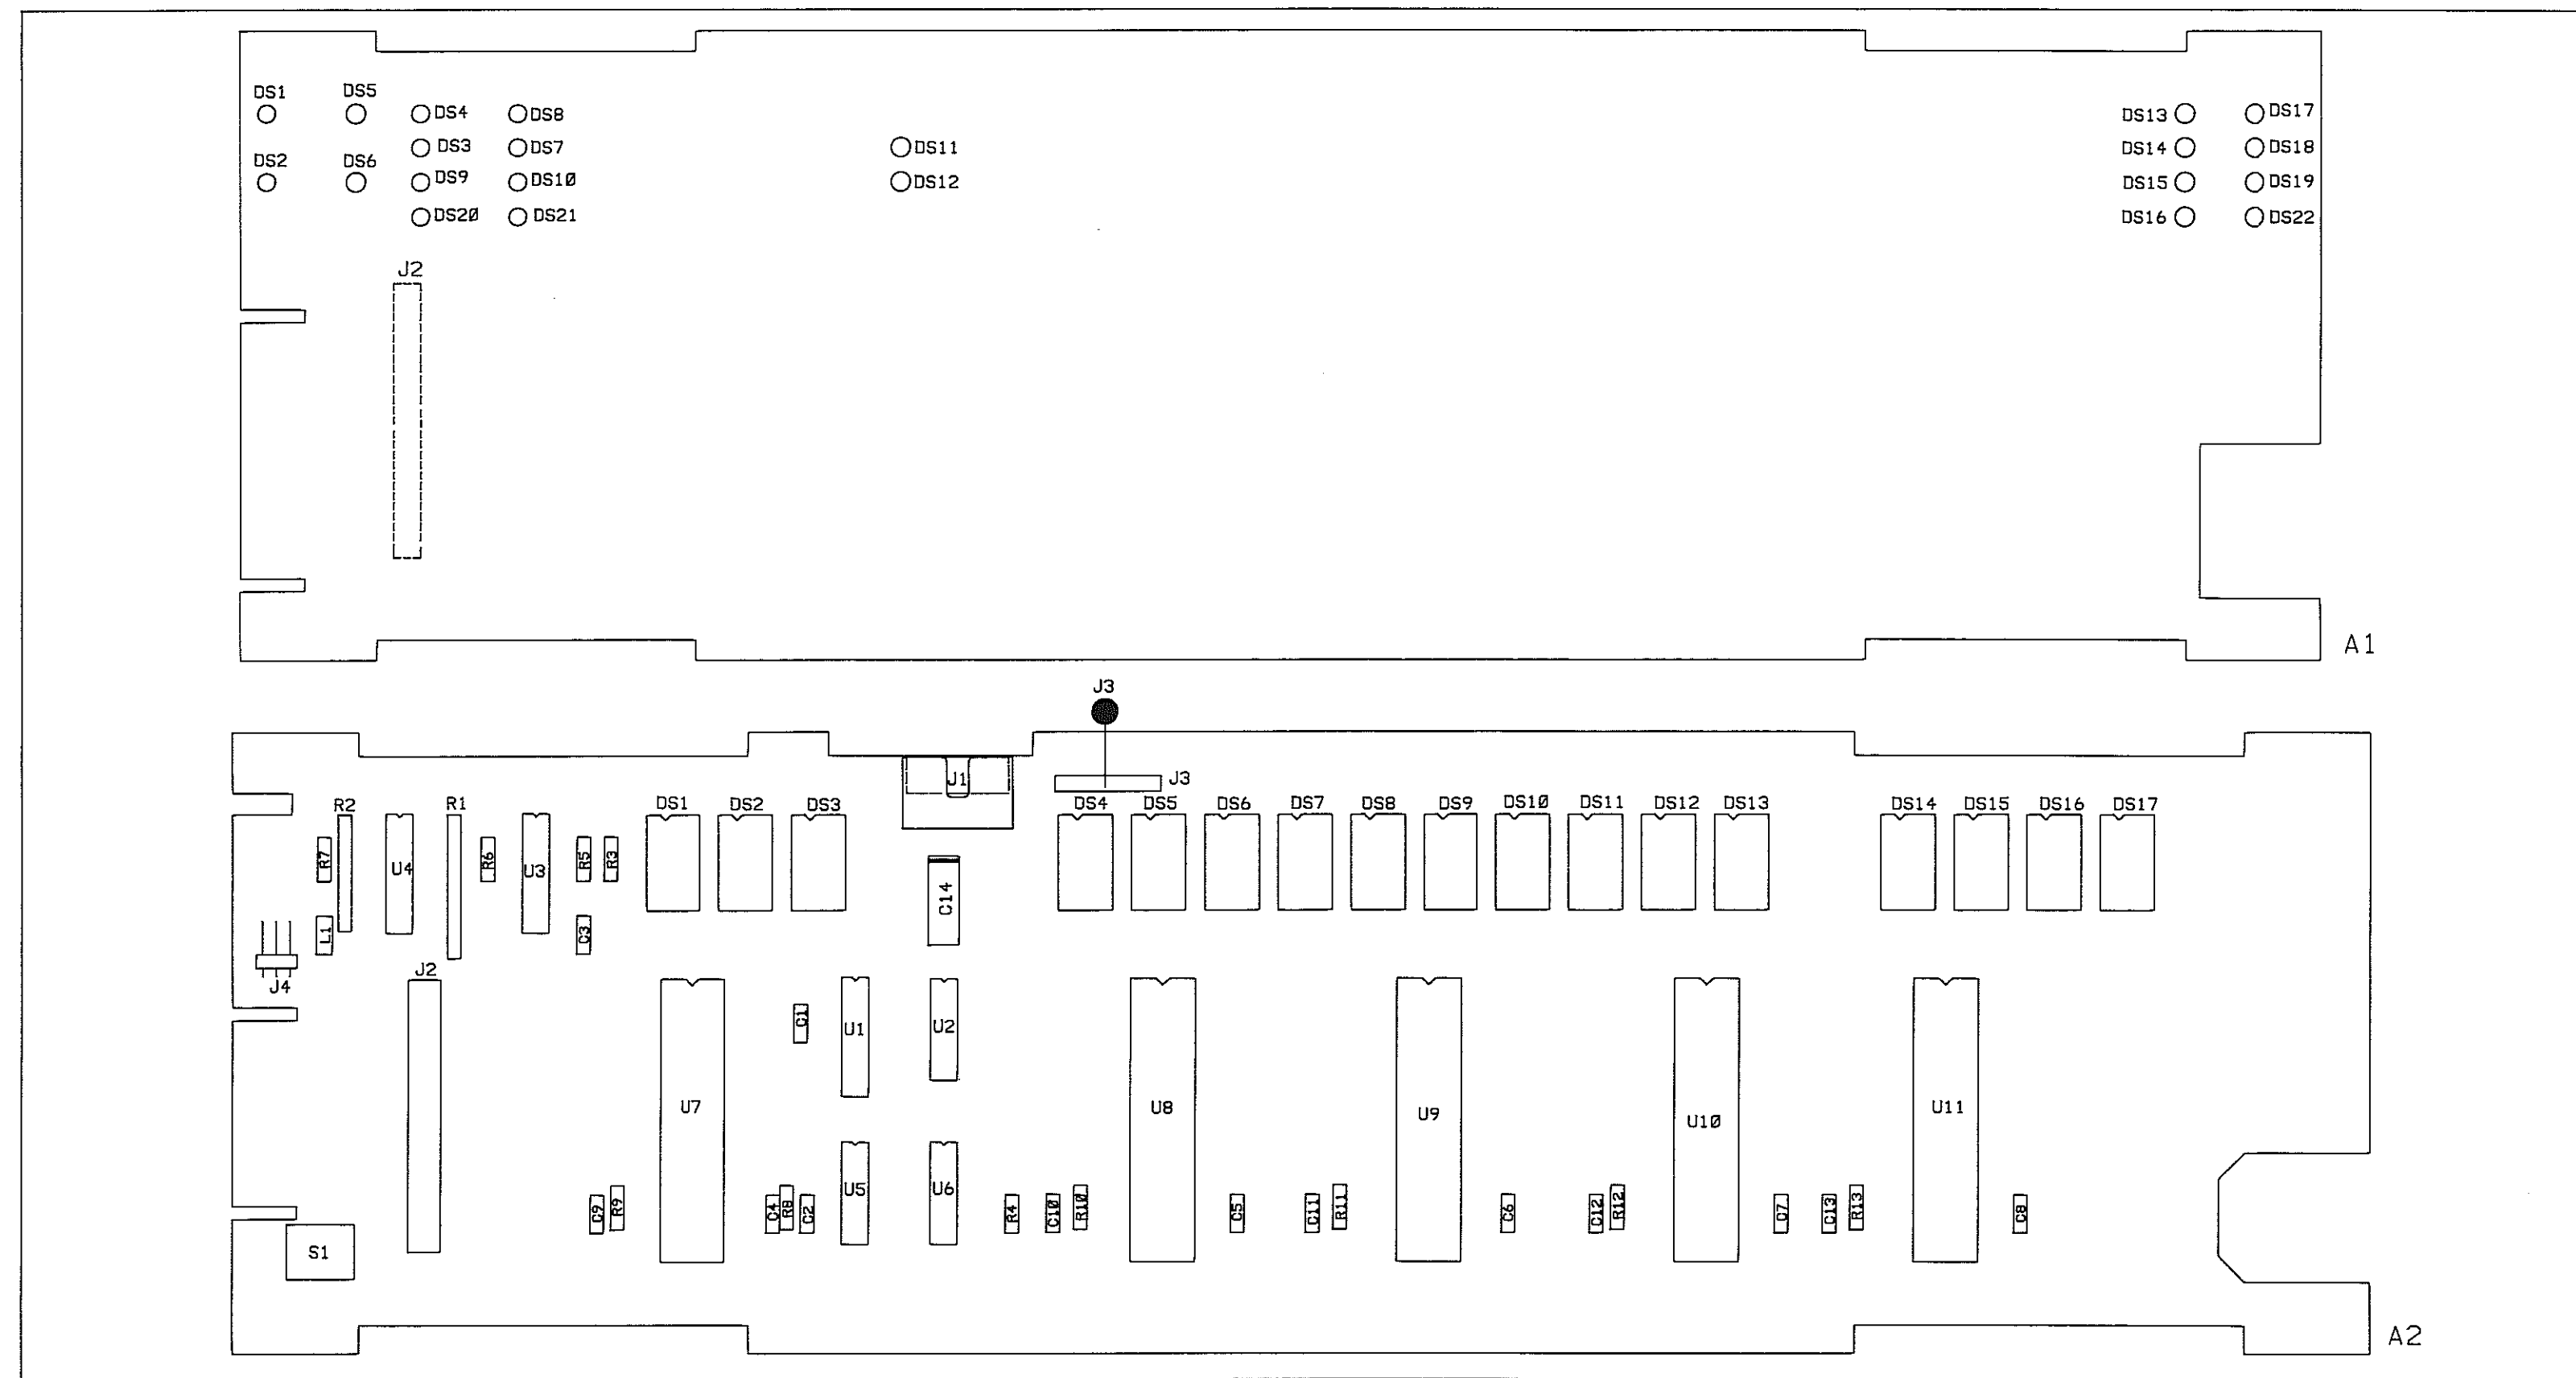 DS1 DS5
DS4 DS8 DS13 DS17
DS3 DS7 DS11 DS14 DS18
DS2 DS6
DS9 DS10 DS12 DS15 DS19
DS20 DS21 DS16 DS22
J2
A1
J3
J1 J3
R2 R1 DS1 DS2 DS3 DS4 DS5 DS6 DS7 DS8 DS9 DS10 DS11 DS12 DS13 DS14 DS15 DS16 DS17
R7 U4 R6 U3 R5 R3
C14
L1 C3
J2
J4
C1 U1 U2
U7 U8 U9 U10 U11
U5 U6
C9 R9 C4 R8 C2 R4 C10 R10 C5 C11 R11 C6 C12 R12 C7 C13 R13 C8
S1
A2